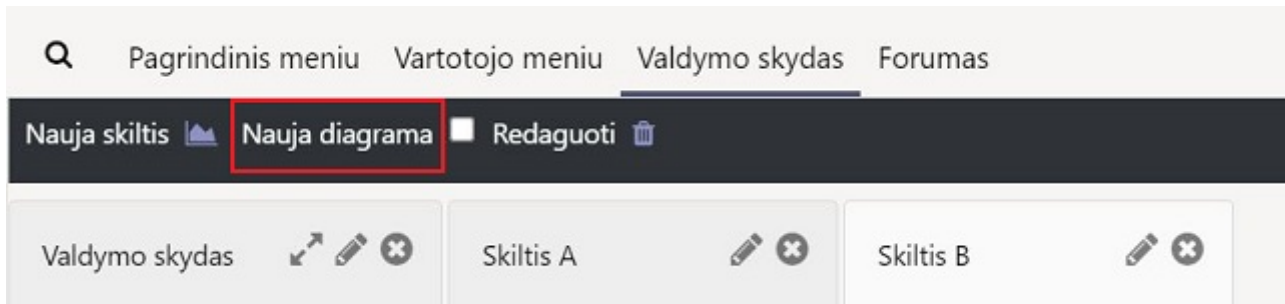 Pagrindinis meniu Vartotojo meniu Valdymo skydas Forumas
Nauja skiltis Nauja diagrama Redaguoti
Valdymo skydas Skiltis A Skiltis B